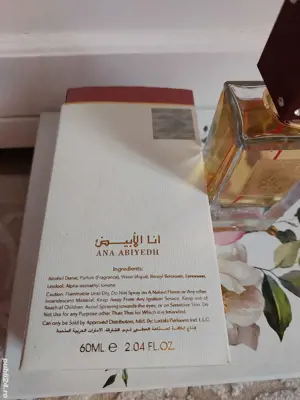 انا الأبيض
ANA ABIYEDH
Ingredients:
Alcohol Denat, Parfum (Fragrance), Water (Aqua), Benzyl Benzoate, Limonene,
Linalool, Alpha-Isomethyl Ionone
Caution: Flammable Until Dry, Do Not Spray On A Naked Flame or Any other
Incandescent Material. Keep Away From Any Ignition Source. Keep out of
Reach of Children. Avoid Spraying towards the eyes, or on Sensitive Skin. Do
Not Use for any Other Than That For Which it is Intended.
Can only be Sold by Approved Distributors. Mfd. By: Lattafa Perfumes Ind. L.L.C.
60ML e 2.04 FL.OZ.
publi24.ro